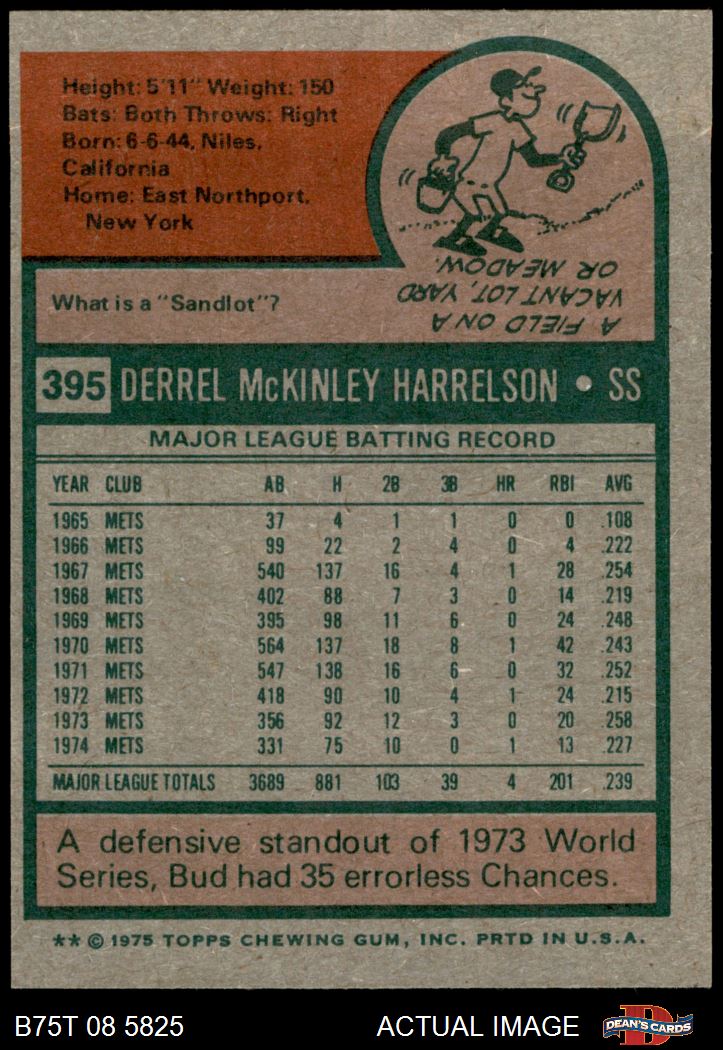 Height: 5'11" Weight: 150
Bats: Both Throws: Right
Born: 6-6-44, Niles,
California
Home: East Northport,
New York
What is a "Sandlot"?
A FIELD ON A
VACANT LOT, YARD
OR MEADOW.
395 DERREL McKINLEY HARRELSON • SS
MAJOR LEAGUE BATTING RECORD
YEAR CLUB AB H 2B 3B HR RBI AVG
1965 METS 37 4 1 1 0 0 .108
1966 METS 99 22 2 4 0 4 .222
1967 METS 540 137 16 4 1 28 .254
1968 METS 402 88 7 3 0 14 .219
1969 METS 395 98 11 6 0 24 .248
1970 METS 564 137 18 8 1 42 .243
1971 METS 547 138 16 6 0 32 .252
1972 METS 418 90 10 4 1 24 .215
1973 METS 356 92 12 3 0 20 .258
1974 METS 331 75 10 0 1 13 .227
MAJOR LEAGUE TOTALS 3689 881 103 39 4 201 .239
A defensive standout of 1973 World
Series, Bud had 35 errorless Chances.
** © 1975 TOPPS CHEWING GUM, INC. PRTD IN U.S.A.
B75T 08 5825 ACTUAL IMAGE DEAN'S CARDS